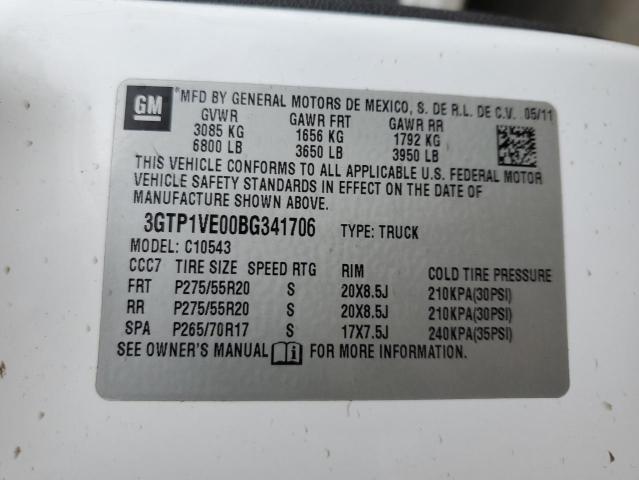 GM *MFD BY GENERAL MOTORS DE MEXICO, S. DE R.L. DE C.V. 05/11
GVWR GAWR FRT GAWR RR
3085 KG 1656 KG 1792 KG
6800 LB 3650 LB 3950 LB
THIS VEHICLE CONFORMS TO ALL APPLICABLE U.S. FEDERAL MOTOR
VEHICLE SAFETY STANDARDS IN EFFECT ON THE DATE OF
MANUFACTURE SHOWN ABOVE.
3GTP1VE00BG341706 TYPE: TRUCK
MODEL: C10543
CCC7 TIRE SIZE SPEED RTG RIM COLD TIRE PRESSURE
FRT P275/55R20 S 20X8.5J 210KPA(30PSI)
RR P275/55R20 S 20X8.5J 210KPA(30PSI)
SPA P265/70R17 S 17X7.5J 240KPA(35PSI)
SEE OWNER'S MANUAL i FOR MORE INFORMATION.